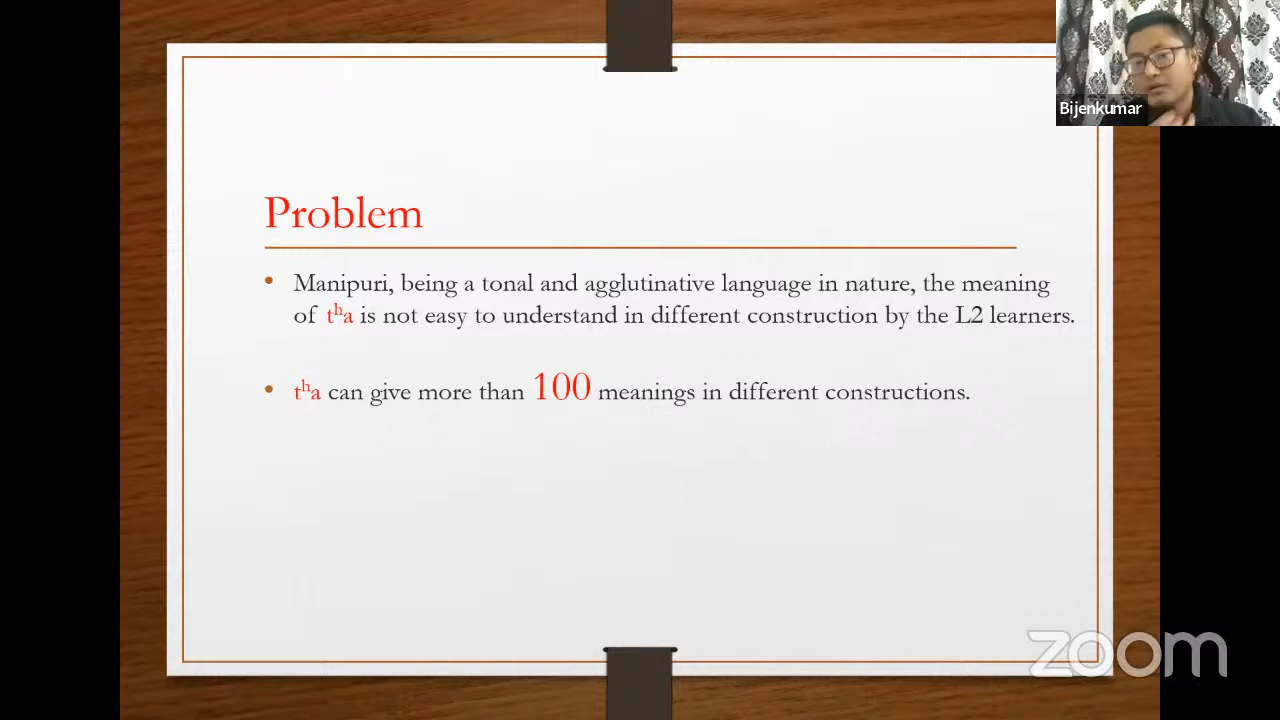 Bijenkumar
Problem
• Manipuri, being a tonal and agglutinative language in nature, the meaning
of tʰa is not easy to understand in different construction by the L2 learners.
• tʰa can give more than 100 meanings in different constructions.
zoom